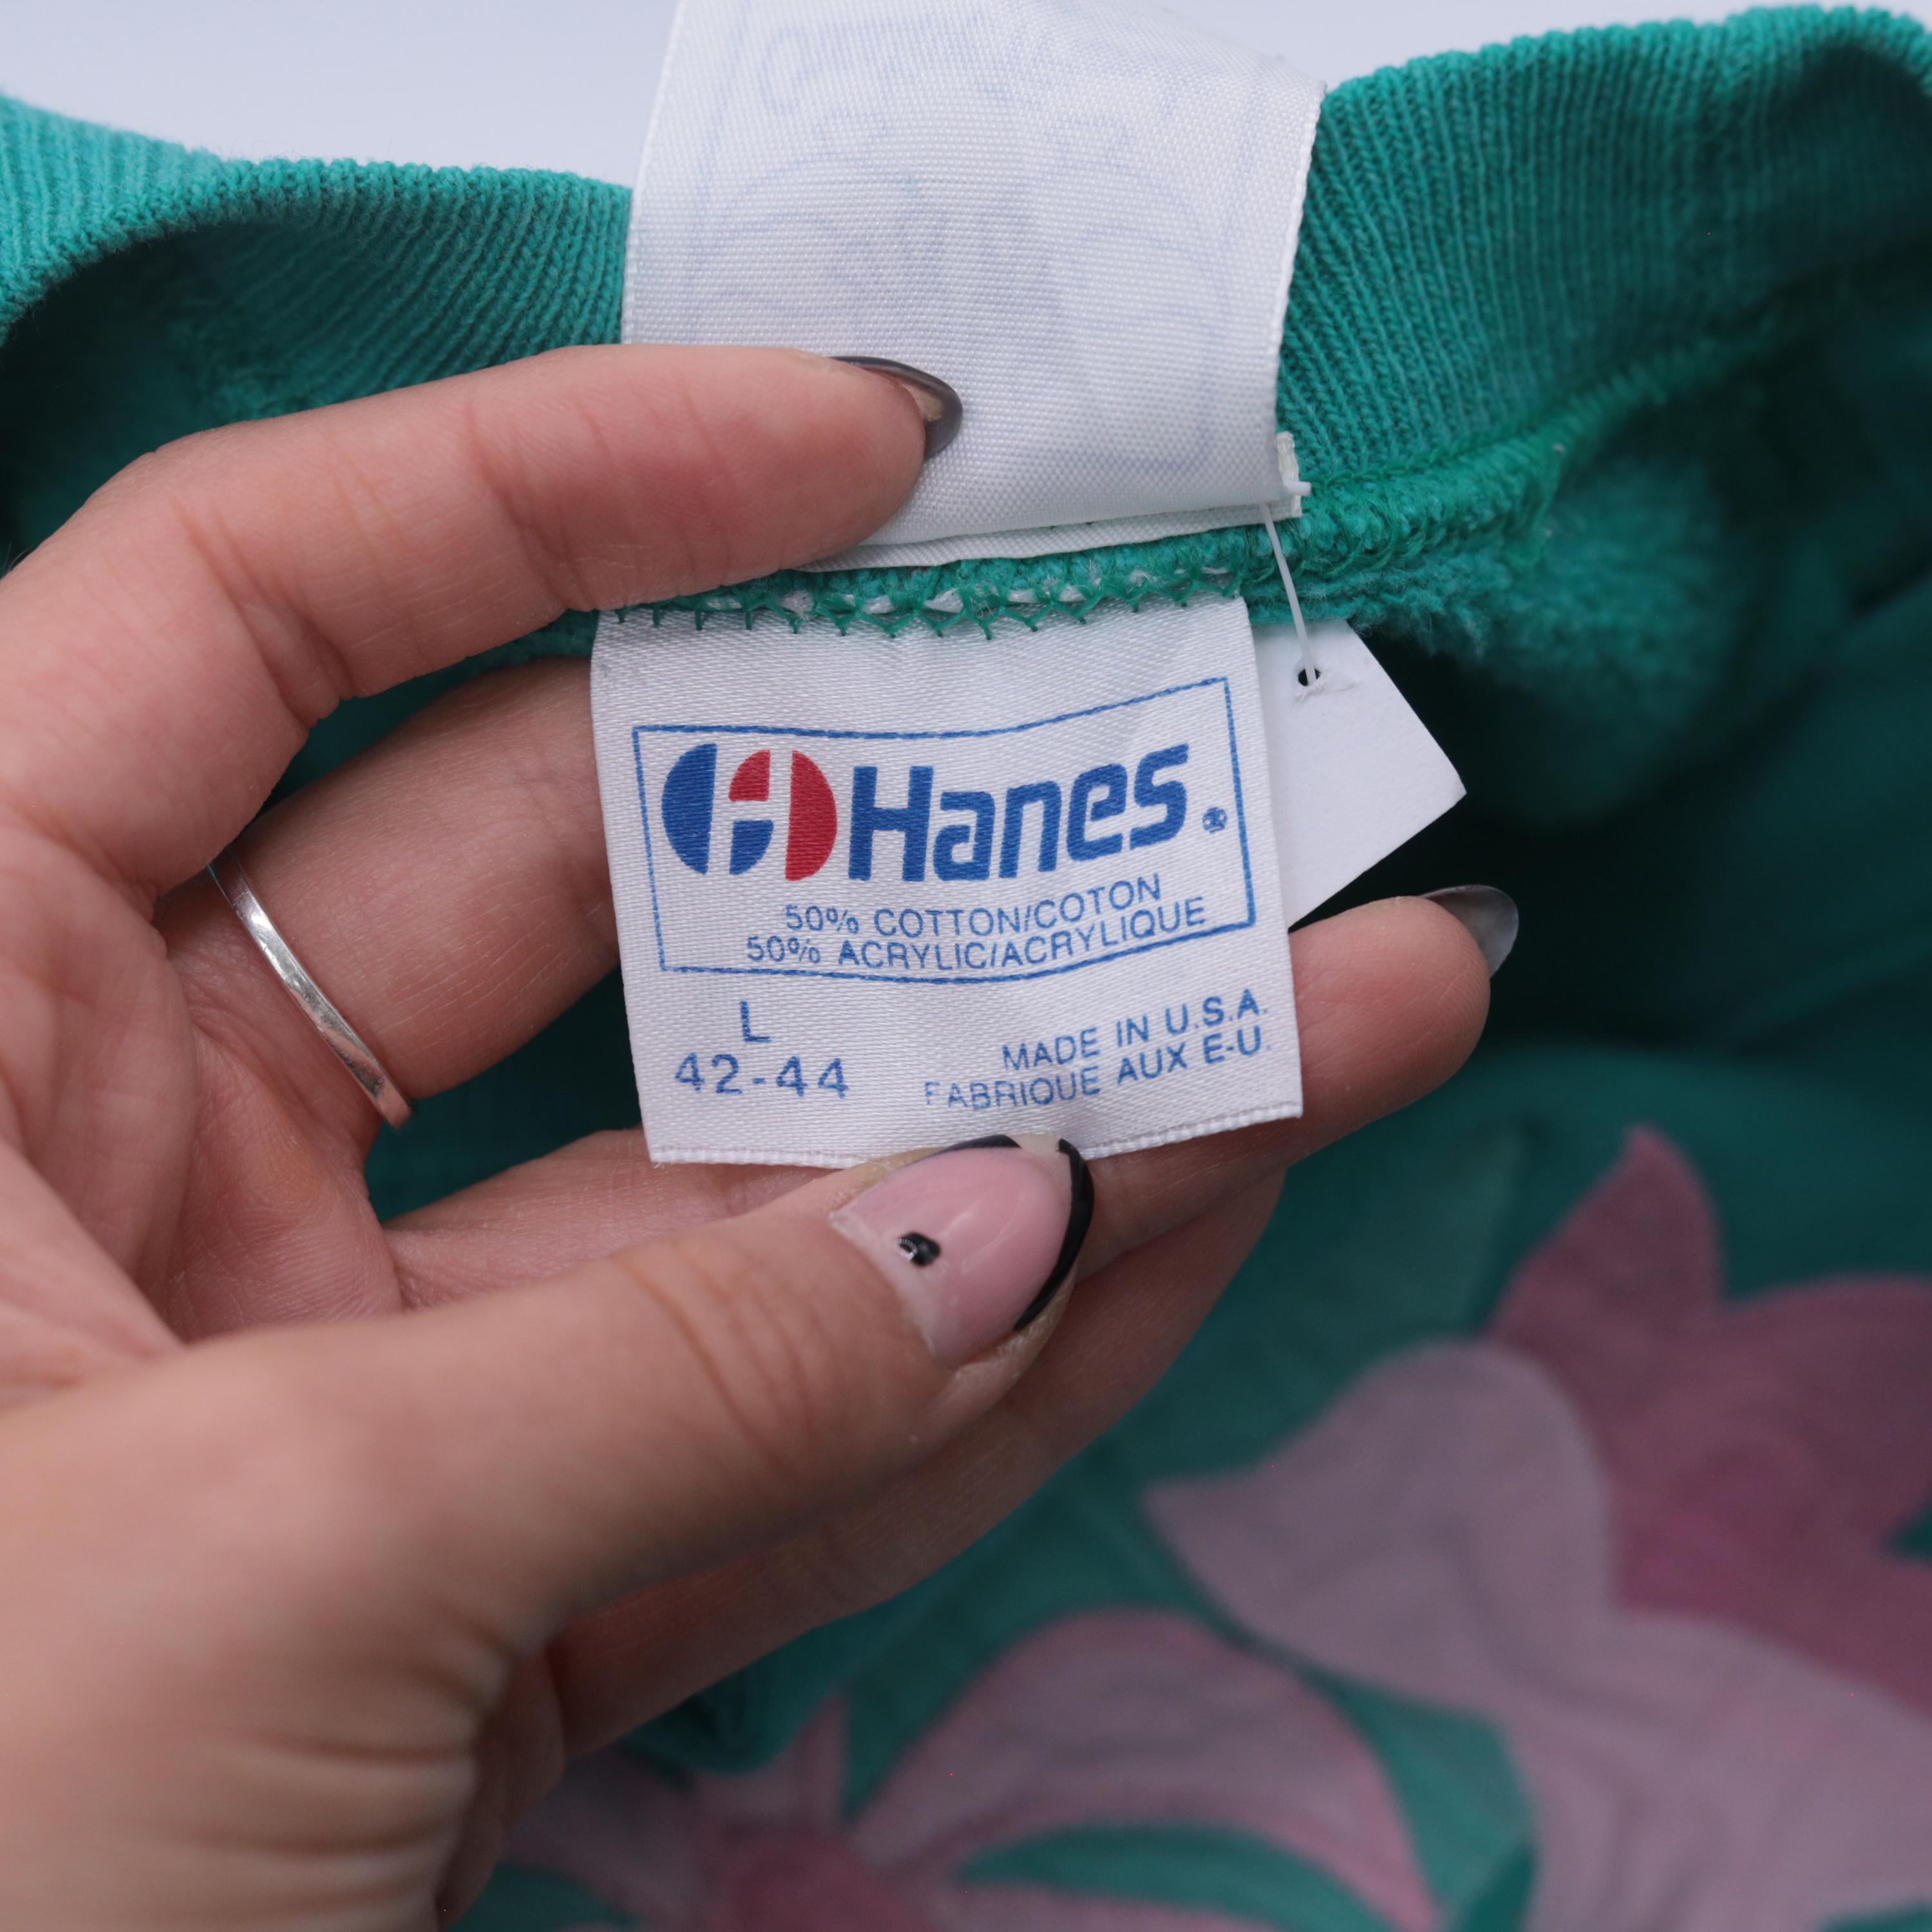 Hanes®
50% COTTON/COTON
50% ACRYLIC/ACRYLIQUE
L
42-44
MADE IN U.S.A.
FABRIQUE AUX E-U.